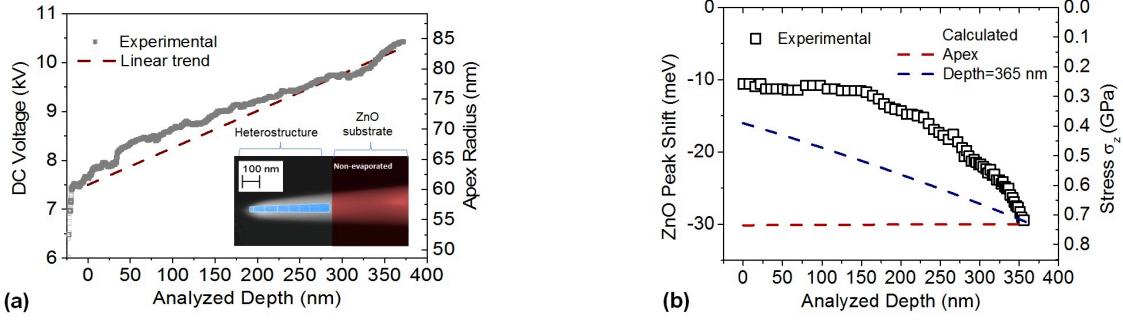 11
10
9
8
7
6
DC Voltage (kV)
Experimental
Linear trend
85
80
75
70
65
60
55
50
Apex Radius (nm)
Heterostructure
ZnO
substrate
100 nm
Non-evaporated
0 50 100 150 200 250 300 350 400
Analyzed Depth (nm)
(a)
0
-10
-20
-30
ZnO Peak Shift (meV)
Experimental
Calculated
Apex
Depth=365 nm
0.0
0.1
0.2
0.3
0.4
0.5
0.6
0.7
0.8
Stress σz (GPa)
0 50 100 150 200 250 300 350 400
Analyzed Depth (nm)
(b)